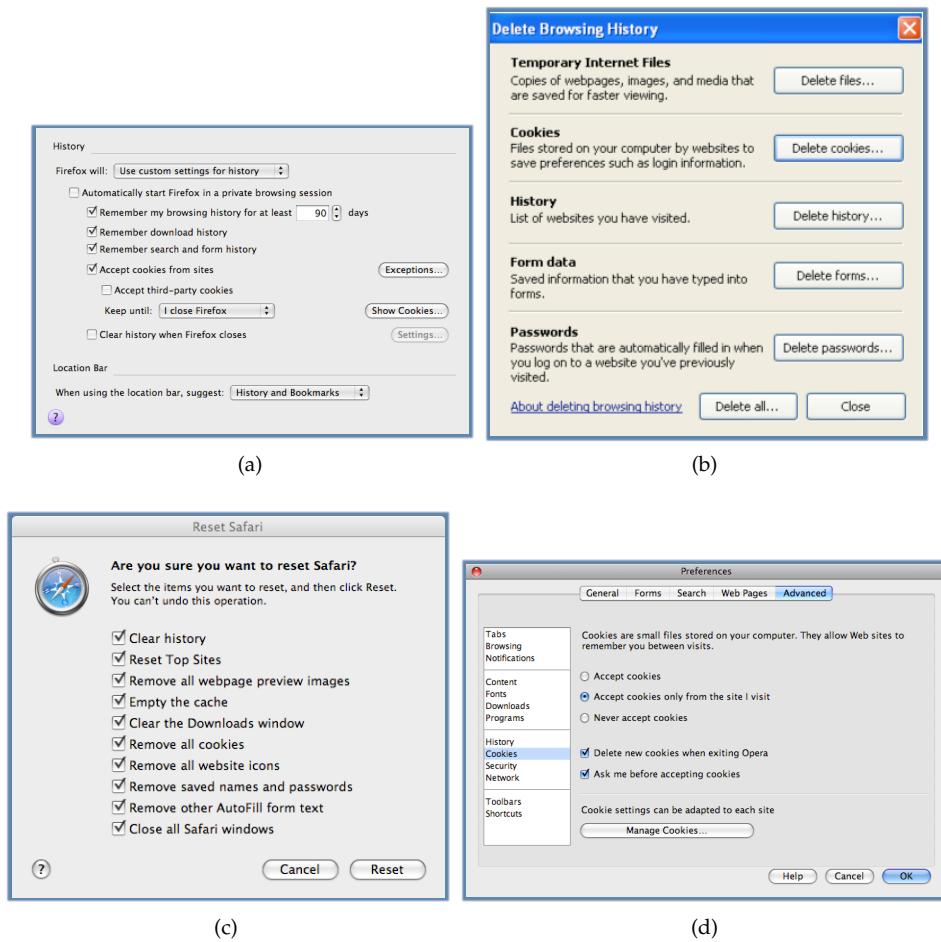 History
Firefox will: Use custom settings for history
Automatically start Firefox in a private browsing session
Remember my browsing history for at least 90 days
Remember download history
Remember search and form history
Accept cookies from sites Exceptions...
Accept third-party cookies
Keep until: I close Firefox Show Cookies...
Clear history when Firefox closes Settings...
Location Bar
When using the location bar, suggest: History and Bookmarks
?
(a)
Delete Browsing History
Temporary Internet Files
Copies of webpages, images, and media that
are saved for faster viewing.
Delete files...
Cookies
Files stored on your computer by websites to
save preferences such as login information.
Delete cookies...
History
List of websites you have visited.
Delete history...
Form data
Saved information that you have typed into
forms.
Delete forms...
Passwords
Passwords that are automatically filled in when
you log on to a website you've previously
visited.
Delete passwords...
About deleting browsing history Delete all... Close
(b)
Reset Safari
Are you sure you want to reset Safari?
Select the items you want to reset, and then click Reset.
You can't undo this operation.
Clear history
Reset Top Sites
Remove all webpage preview images
Empty the cache
Clear the Downloads window
Remove all cookies
Remove all website icons
Remove saved names and passwords
Remove other AutoFill form text
Close all Safari windows
? Cancel Reset
(c)
Preferences
General Forms Search Web Pages Advanced
Tabs
Browsing
Notifications
Content
Fonts
Downloads
Programs
History
Cookies
Security
Network
Toolbars
Shortcuts
Cookies are small files stored on your computer. They allow Web sites to
remember you between visits.
Accept cookies
Accept cookies only from the site I visit
Never accept cookies
Delete new cookies when exiting Opera
Ask me before accepting cookies
Cookie settings can be adapted to each site
Manage Cookies...
Help Cancel OK
(d)